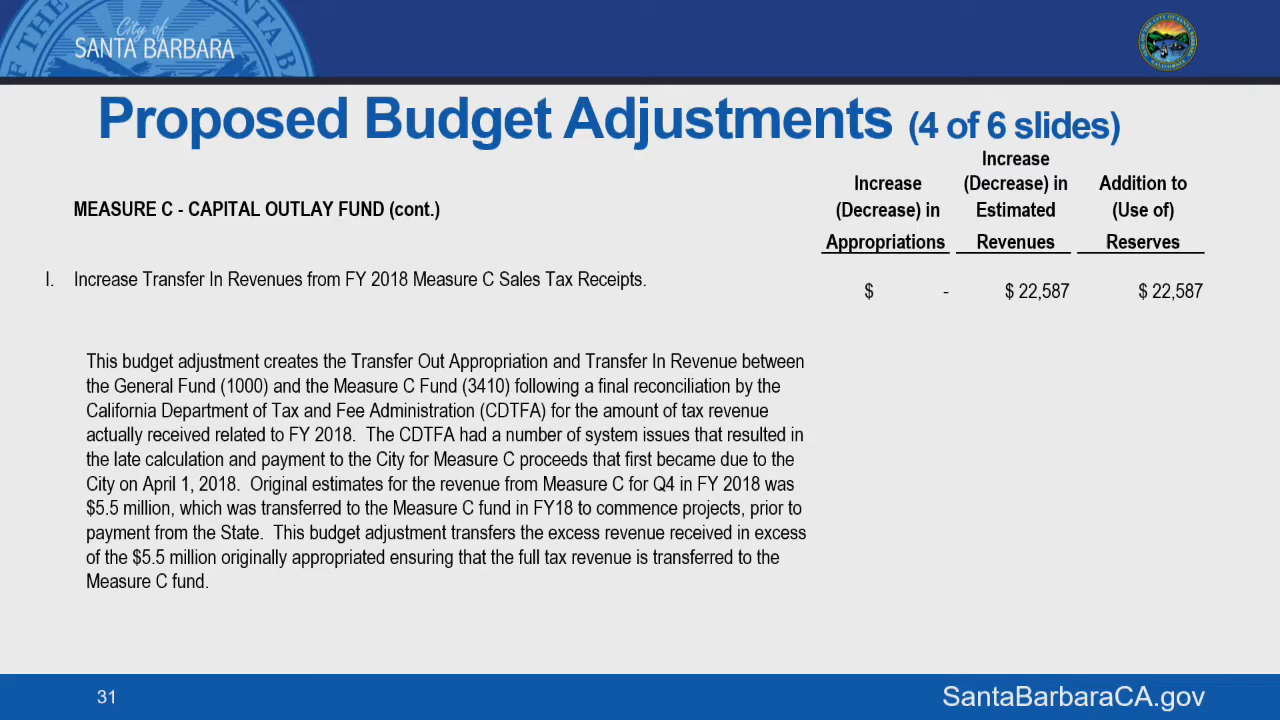 City of
SANTA BARBARA
Proposed Budget Adjustments (4 of 6 slides)
MEASURE C - CAPITAL OUTLAY FUND (cont.)
Increase
(Decrease) in
Appropriations
Increase
(Decrease) in
Estimated
Revenues
Addition to
(Use of)
Reserves
I. Increase Transfer In Revenues from FY 2018 Measure C Sales Tax Receipts.
$ - $ 22,587 $ 22,587
This budget adjustment creates the Transfer Out Appropriation and Transfer In Revenue between
the General Fund (1000) and the Measure C Fund (3410) following a final reconciliation by the
California Department of Tax and Fee Administration (CDTFA) for the amount of tax revenue
actually received related to FY 2018.  The CDTFA had a number of system issues that resulted in
the late calculation and payment to the City for Measure C proceeds that first became due to the
City on April 1, 2018.  Original estimates for the revenue from Measure C for Q4 in FY 2018 was
$5.5 million, which was transferred to the Measure C fund in FY18 to commence projects, prior to
payment from the State.  This budget adjustment transfers the excess revenue received in excess
of the $5.5 million originally appropriated ensuring that the full tax revenue is transferred to the
Measure C fund.
31
SantaBarbaraCA.gov